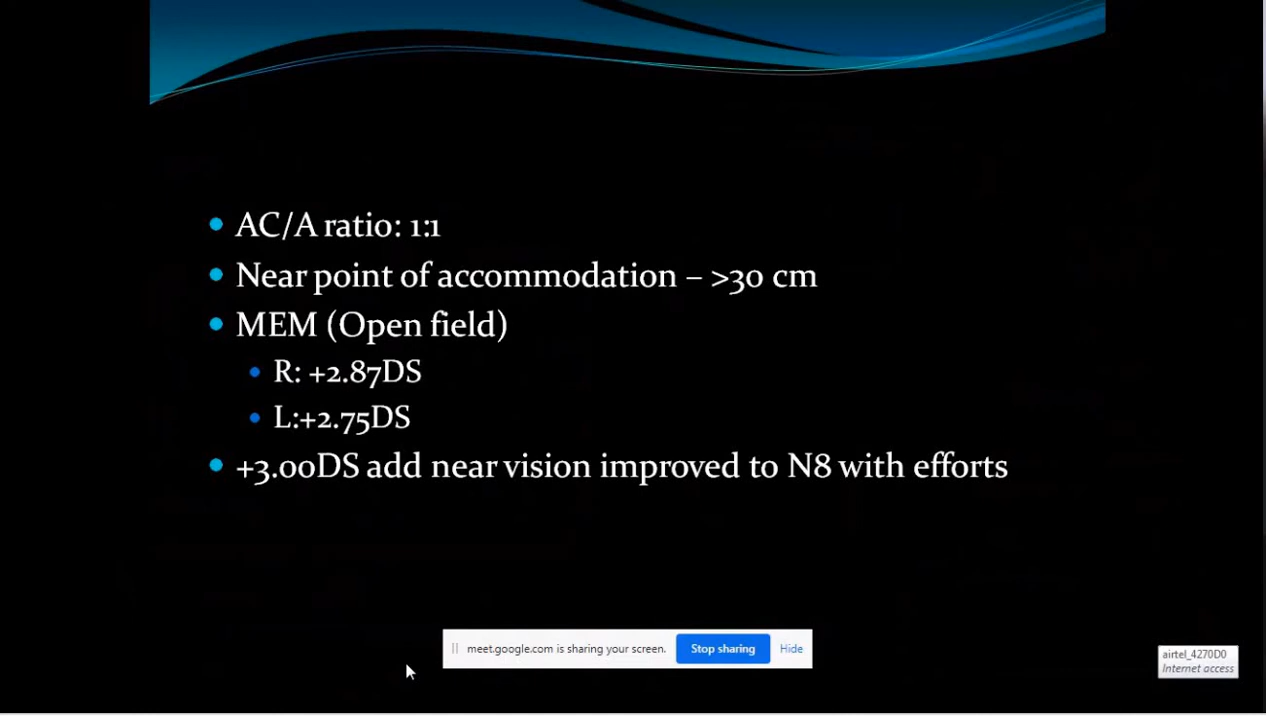 AC/A ratio: 1:1
Near point of accommodation – >30 cm
MEM (Open field)
R: +2.87DS
L:+2.75DS
+3.00DS add near vision improved to N8 with efforts
meet.google.com is sharing your screen. Stop sharing Hide
airtel_4270D0
Internet access